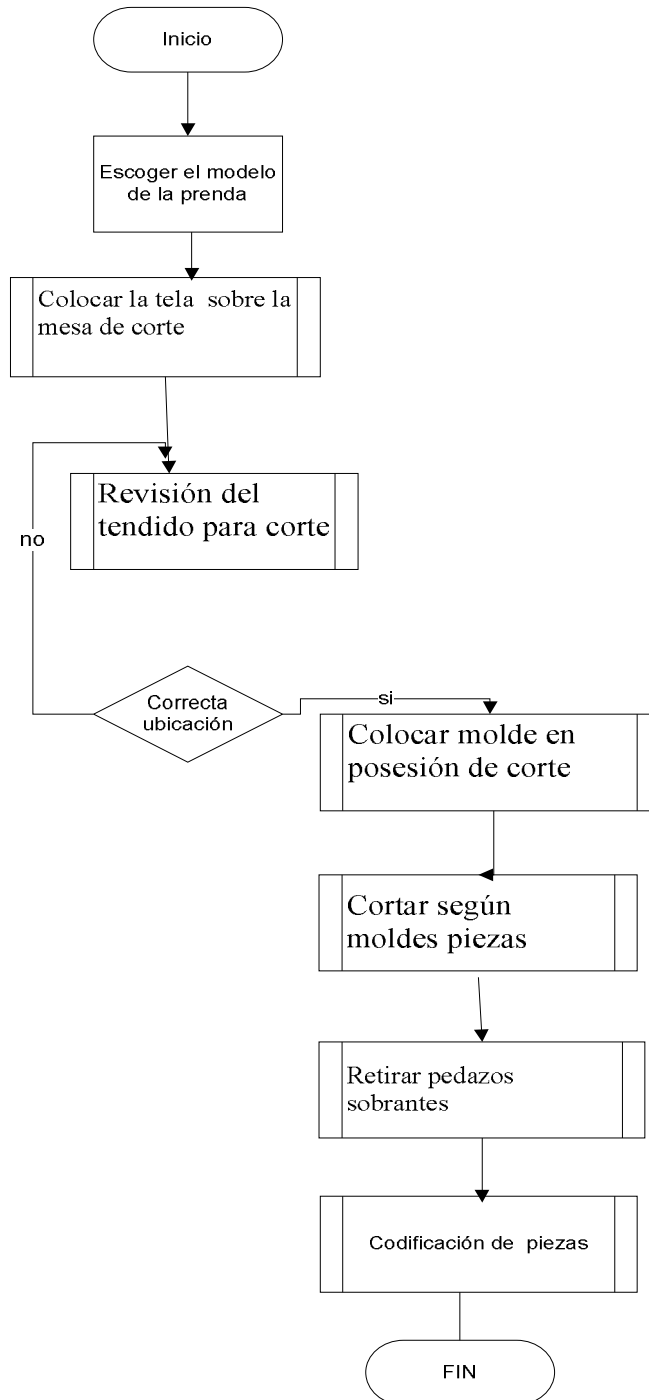 Inicio
Escoger el modelo
de la prenda
Colocar la tela  sobre la
mesa de corte
Revisión del
tendido para corte
no
Correcta
ubicación
si
Colocar molde en
posesión de corte
Cortar según
moldes piezas
Retirar pedazos
sobrantes
Codificación de  piezas
FIN